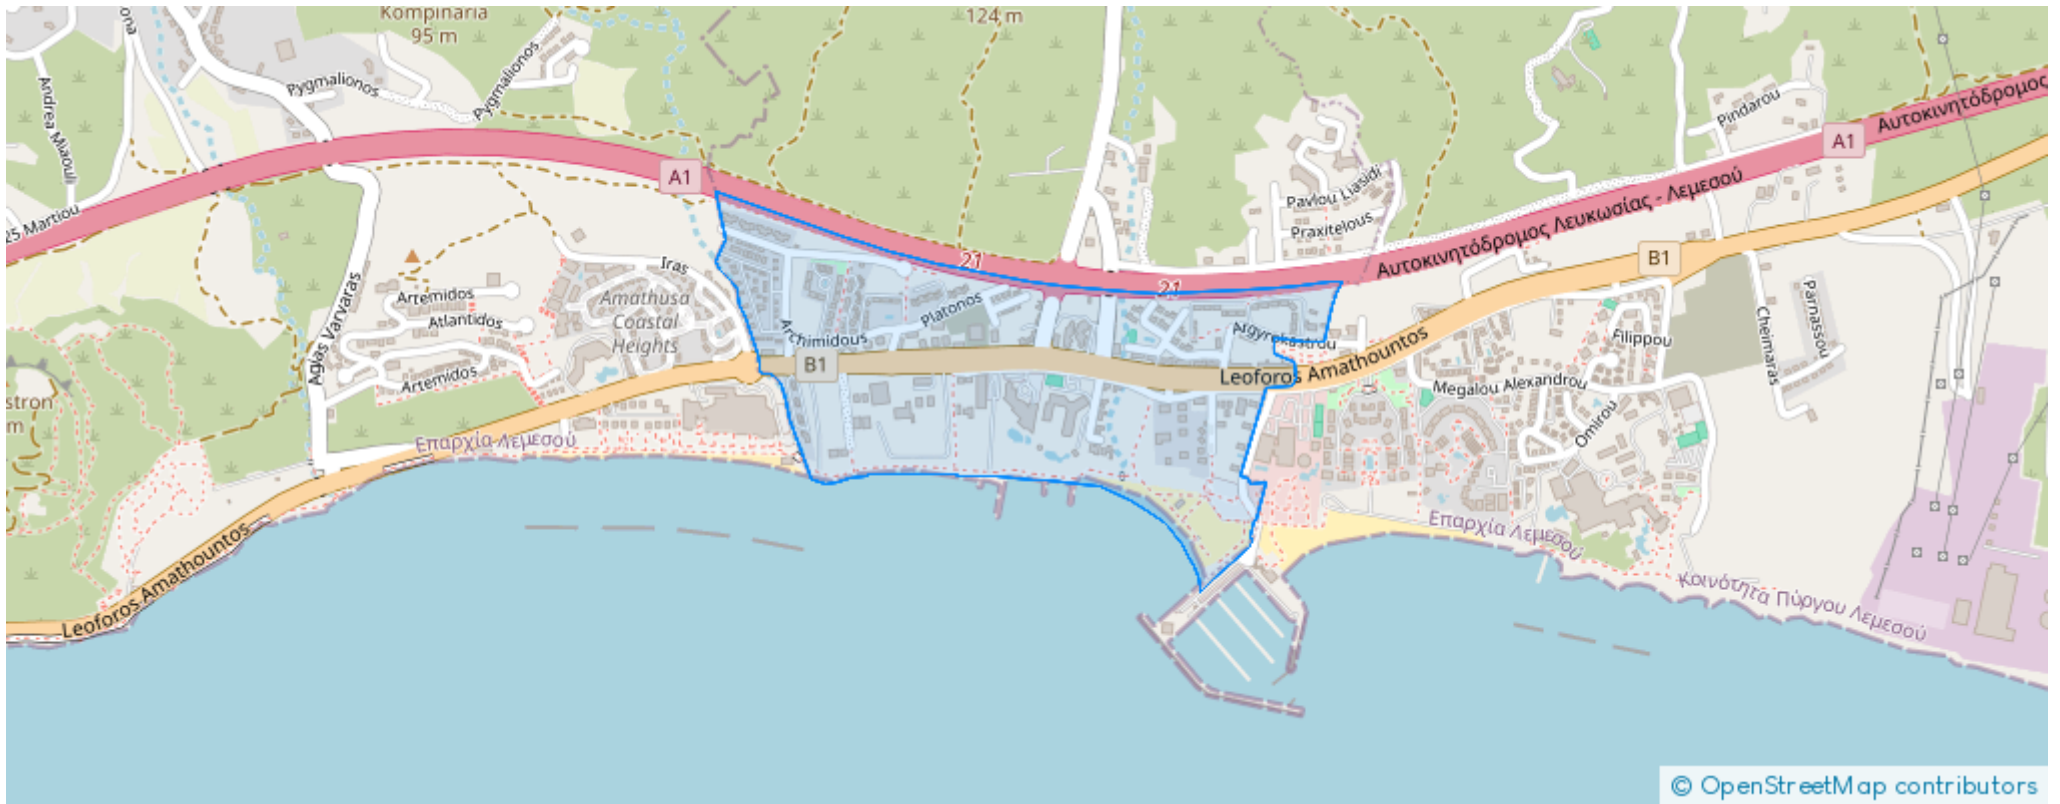 Kompinaria
95 m
124 m
ona
Pygmalionos
Pygmalionos
Andrea Miaouli
Pindarou
Αυτοκινητόδρομος
A1
A1
25 Martiou
Pavlou Liasidi
Praxitelous
Αυτοκινητόδρομος Λευκωσίας - Λεμεσού
B1
21
21
Iras
Amathusa
Coastal
Heights
Artemidos
Atlantidos
Artemidos
Agias Varvaras
Platonos
Archimidous
B1
Argyrokastrou
Leoforos Amathountos
Filippou
Parnassou
Cheimaras
Megalou Alexandrou
Omirou
stron
m
Επαρχία Λεμεσού
Επαρχία Λεμεσού
Leoforos Amathountos
Κοινότητα Πύργου Λεμεσού
© OpenStreetMap contributors